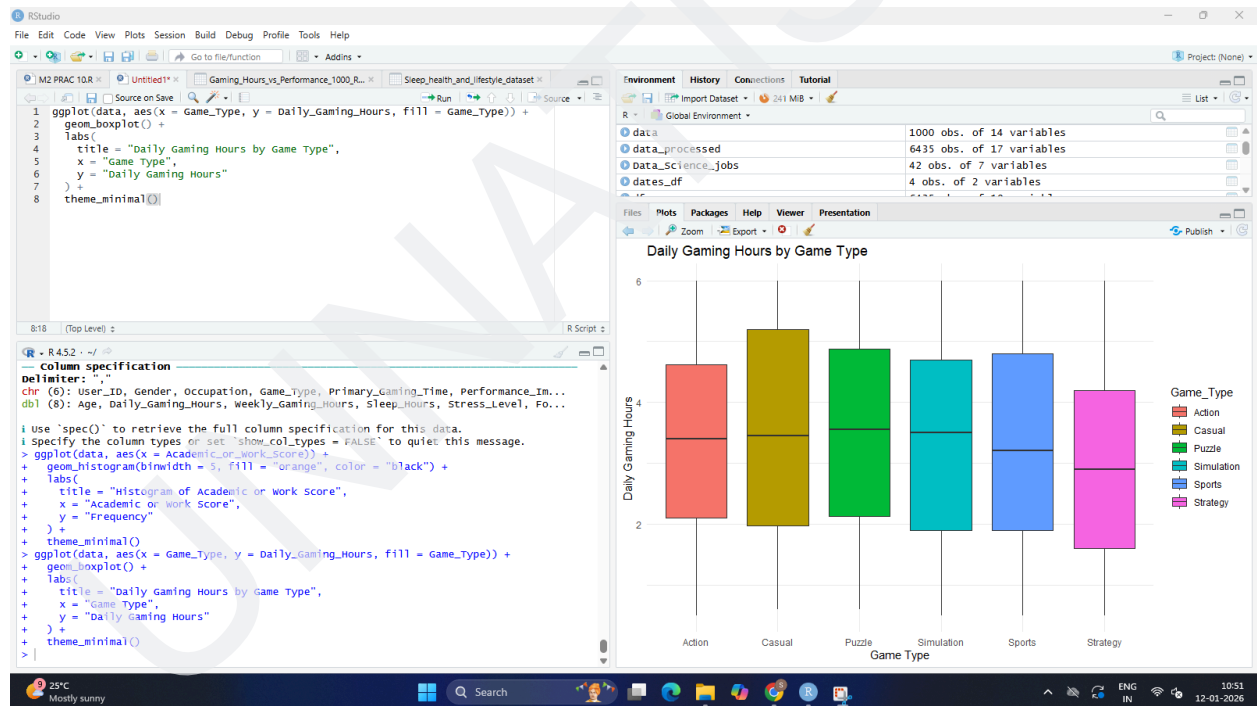 RStudio
File Edit Code View Plots Session Build Debug Profile Tools Help
Go to file/function
Addins
Project: (None)
M2 PRAC 10.R
Untitled1*
Gaming_Hours_vs_Performance_1000_R...
Sleep_health_and_lifestyle_dataset
Source on Save
Run
Source
1 ggplot(data, aes(x = Game_Type, y = Daily_Gaming_Hours, fill = Game_Type)) +
2 geom_boxplot() +
3 labs(
4 title = "Daily Gaming Hours by Game Type",
5 x = "Game Type",
6 y = "Daily Gaming Hours"
7 ) +
8 theme_minimal()
8:18 (Top Level) R Script
R 4.5.2 · ~/
— Column specification
Delimiter: ","
chr (6): User_ID, Gender, Occupation, Game_Type, Primary_Gaming_Time, Performance_Im...
dbl (8): Age, Daily_Gaming_Hours, Weekly_Gaming_Hours, Sleep_Hours, Stress_Level, Fo...
i Use `spec()` to retrieve the full column specification for this data.
i Specify the column types or set `show_col_types = FALSE` to quiet this message.
> ggplot(data, aes(x = Academic_or_Work_Score)) +
+ geom_histogram(binwidth = 5, fill = "orange", color = "black") +
+ labs(
+ title = "Histogram of Academic or Work Score",
+ x = "Academic or Work Score",
+ y = "Frequency"
+ ) +
+ theme_minimal()
> ggplot(data, aes(x = Game_Type, y = Daily_Gaming_Hours, fill = Game_Type)) +
+ geom_boxplot() +
+ labs(
+ title = "Daily Gaming Hours by Game Type",
+ x = "Game Type",
+ y = "Daily Gaming Hours"
+ ) +
+ theme_minimal()
>
Environment History Connections Tutorial
Import Dataset
241 MiB
List
R
Global Environment
data 1000 obs. of 14 variables
data_processed 6435 obs. of 17 variables
Data_Science_jobs 42 obs. of 7 variables
dates_df 4 obs. of 2 variables
Files Plots Packages Help Viewer Presentation
Zoom Export Publish
Daily Gaming Hours by Game Type
6
4
2
Daily Gaming Hours
Action Casual Puzzle Simulation Sports Strategy
Game Type
Game_Type
Action
Casual
Puzzle
Simulation
Sports
Strategy
9
25°C
Mostly sunny
Search
ENG
IN
10:51
12-01-2026